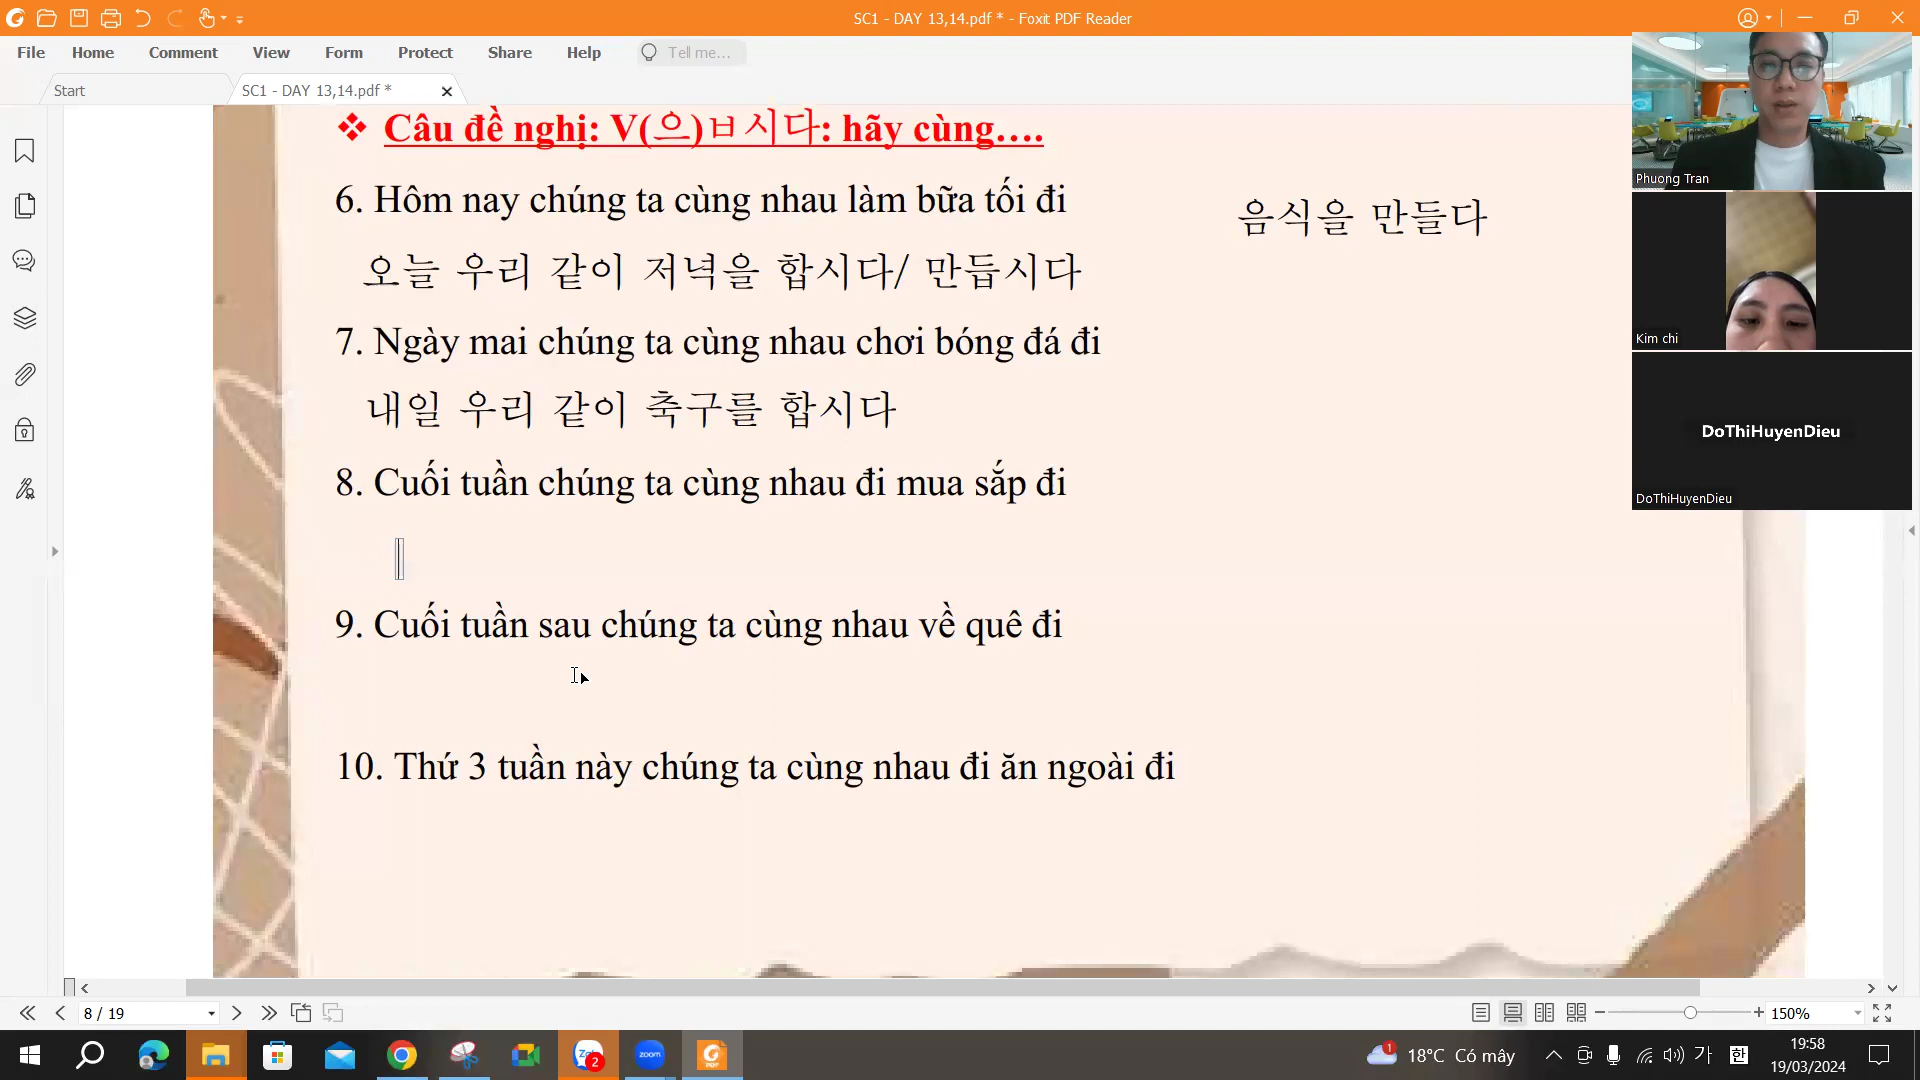 SC1 - DAY 13,14.pdf * - Foxit PDF Reader
File Home Comment View Form Protect Share Help Tell me...
Start SC1 - DAY 13,14.pdf *
❖ Câu đề nghị: V(으)ㅂ시다: hãy cùng….
6. Hôm nay chúng ta cùng nhau làm bữa tối đi
음식을 만들다
오늘 우리 같이 저녁을 합시다/ 만듭시다
7. Ngày mai chúng ta cùng nhau chơi bóng đá đi
내일 우리 같이 축구를 합시다
8. Cuối tuần chúng ta cùng nhau đi mua sắp đi
9. Cuối tuần sau chúng ta cùng nhau về quê đi
10. Thứ 3 tuần này chúng ta cùng nhau đi ăn ngoài đi
Phuong Tran
Kim chi
DoThiHuyenDieu
DoThiHuyenDieu
8 / 19
150%
2
zoom
PDF
1
18°C Có mây
가
한
19:58
19/03/2024